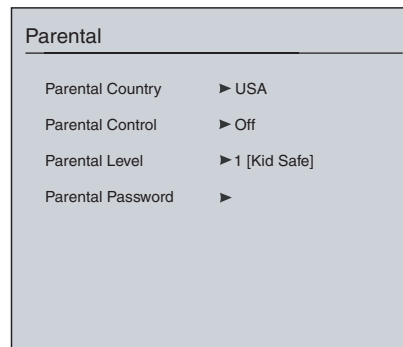 Parental
Parental Country ► USA
Parental Control ► Off
Parental Level ► 1 [Kid Safe]
Parental Password ►